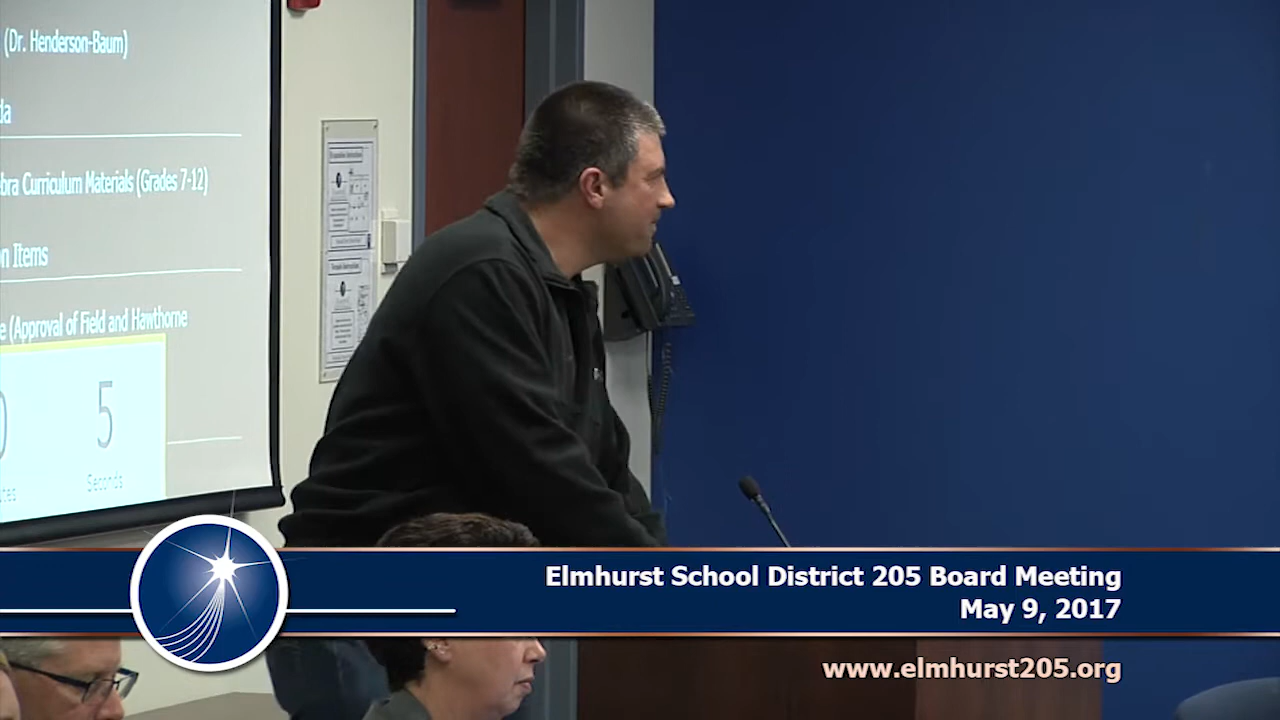 (Dr. Henderson-Baum)
da
bra Curriculum Materials (Grades 7-12)
n Items
e (Approval of Field and Hawthorne
5
Seconds
Elmhurst School District 205 Board Meeting
May 9, 2017
www.elmhurst205.org